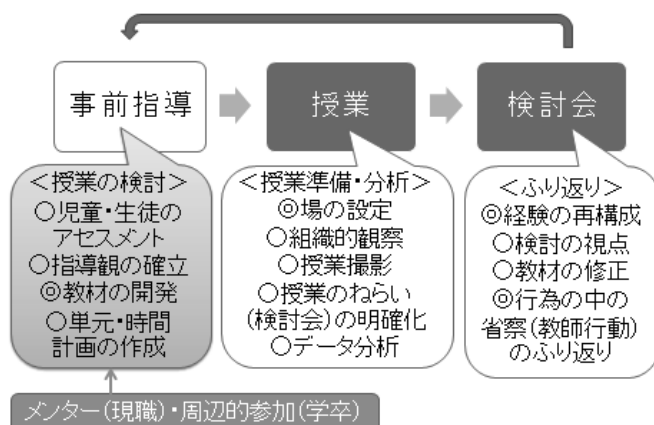 事前指導
授業
検討会
＜授業の検討＞
○児童・生徒の
アセスメント
○指導観の確立
◎教材の開発
○単元・時間
計画の作成
＜授業準備・分析＞
◎場の設定
○組織的観察
○授業撮影
○授業のねらい
(検討会)の明確化
○データ分析
＜ふり返り＞
◎経験の再構成
○検討の視点
○教材の修正
◎行為の中の
省察(教師行動)
のふり返り
メンター(現職)・周辺的参加(学卒)